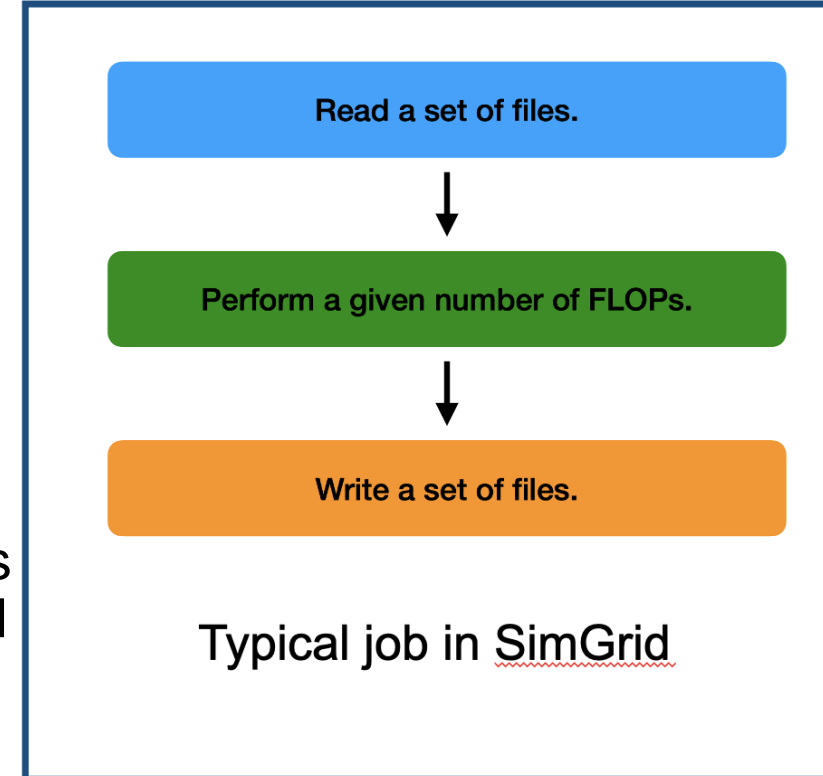 Read a set of files.
Perform a given number of FLOPs.
Write a set of files.
s
Typical job in SimGrid